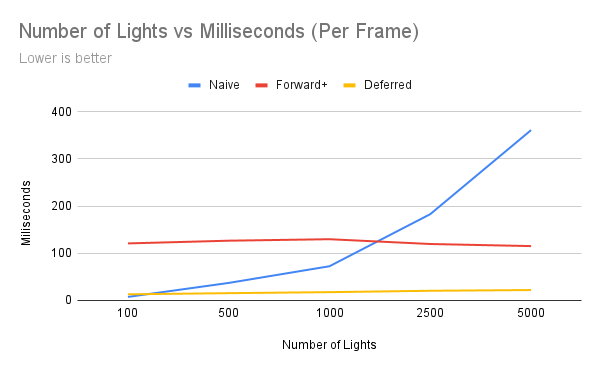 Number of Lights vs Milliseconds (Per Frame)
Lower is better
Naive Forward+ Deferred
400
300
200
100
0
Milliseconds
100 500 1000 2500 5000
Number of Lights